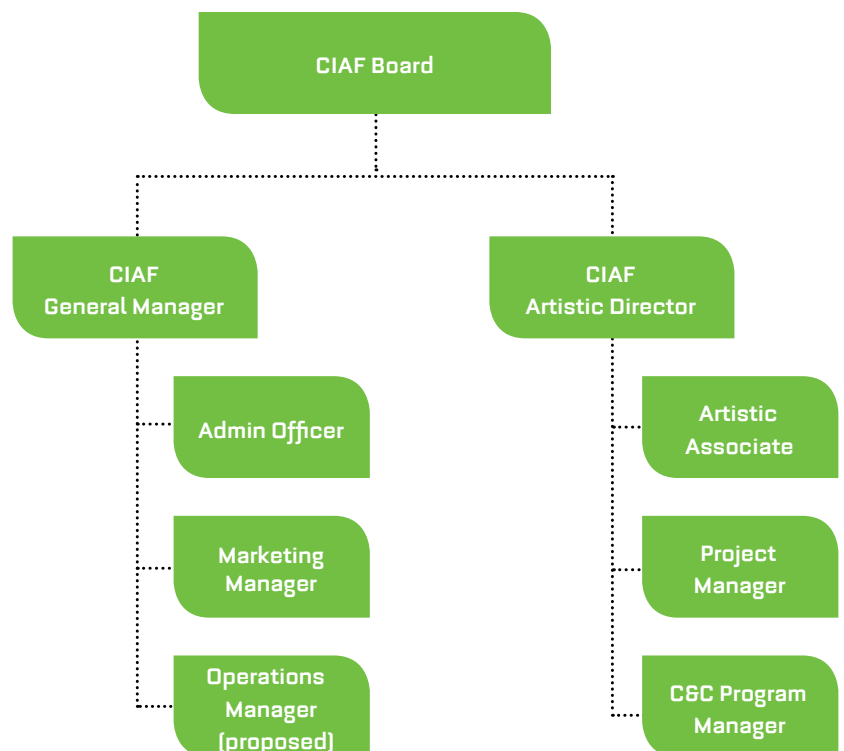 CIAF Board
CIAF
General Manager
CIAF
Artistic Director
Admin Officer
Marketing
Manager
Operations
Manager
(proposed)
Artistic
Associate
Project
Manager
C&C Program
Manager